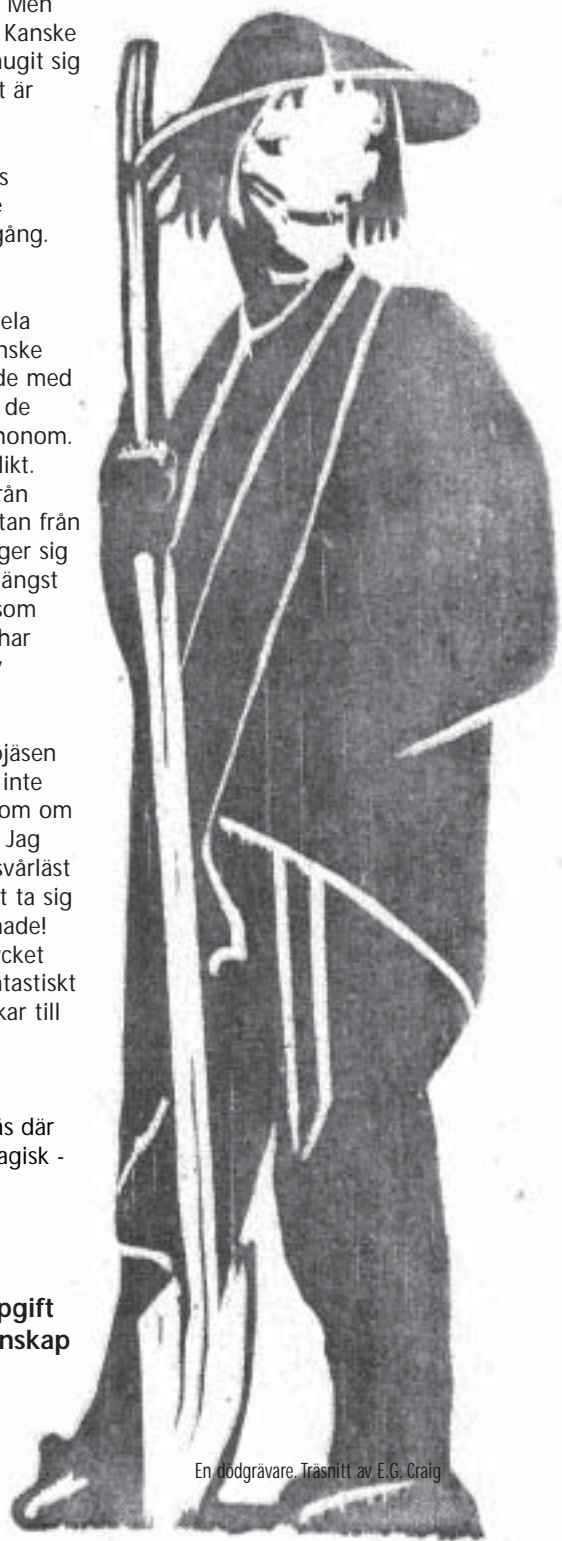 Men
Kanske
ugit sig
t är
s
e
gång.
ela
nske
de med
de
honom.
likt.
rån
tan från
ger sig
ängst
som
har
ojäsen
inte
om om
Jag
svårläst
t ta sig
nade!
cket
ntastiskt
kar till
as där
agisk -
pgift
nskap
En dödgrävare. Träsnitt av E.G. Craig